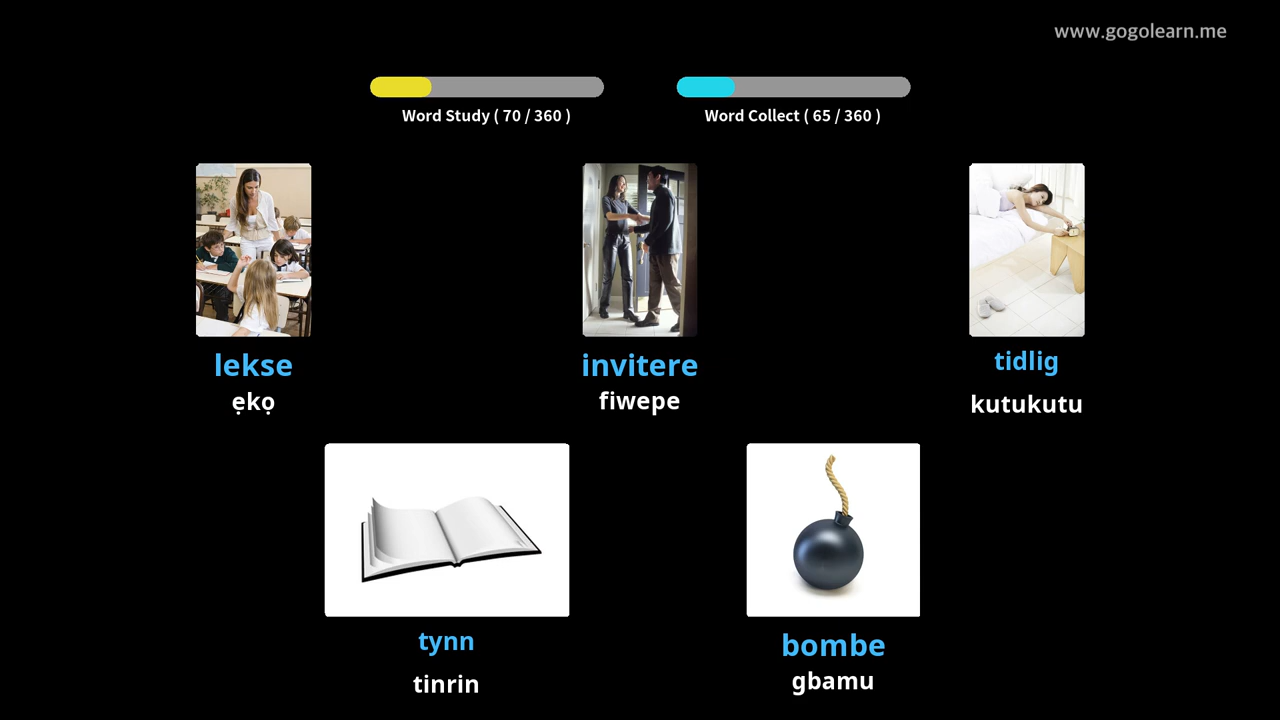 www.gogolearn.me
Word Study ( 70 / 360 )
Word Collect ( 65 / 360 )
lekse
ẹkọ
invitere
fiwepe
tidlig
kutukutu
tynn
tinrin
bombe
gbamu